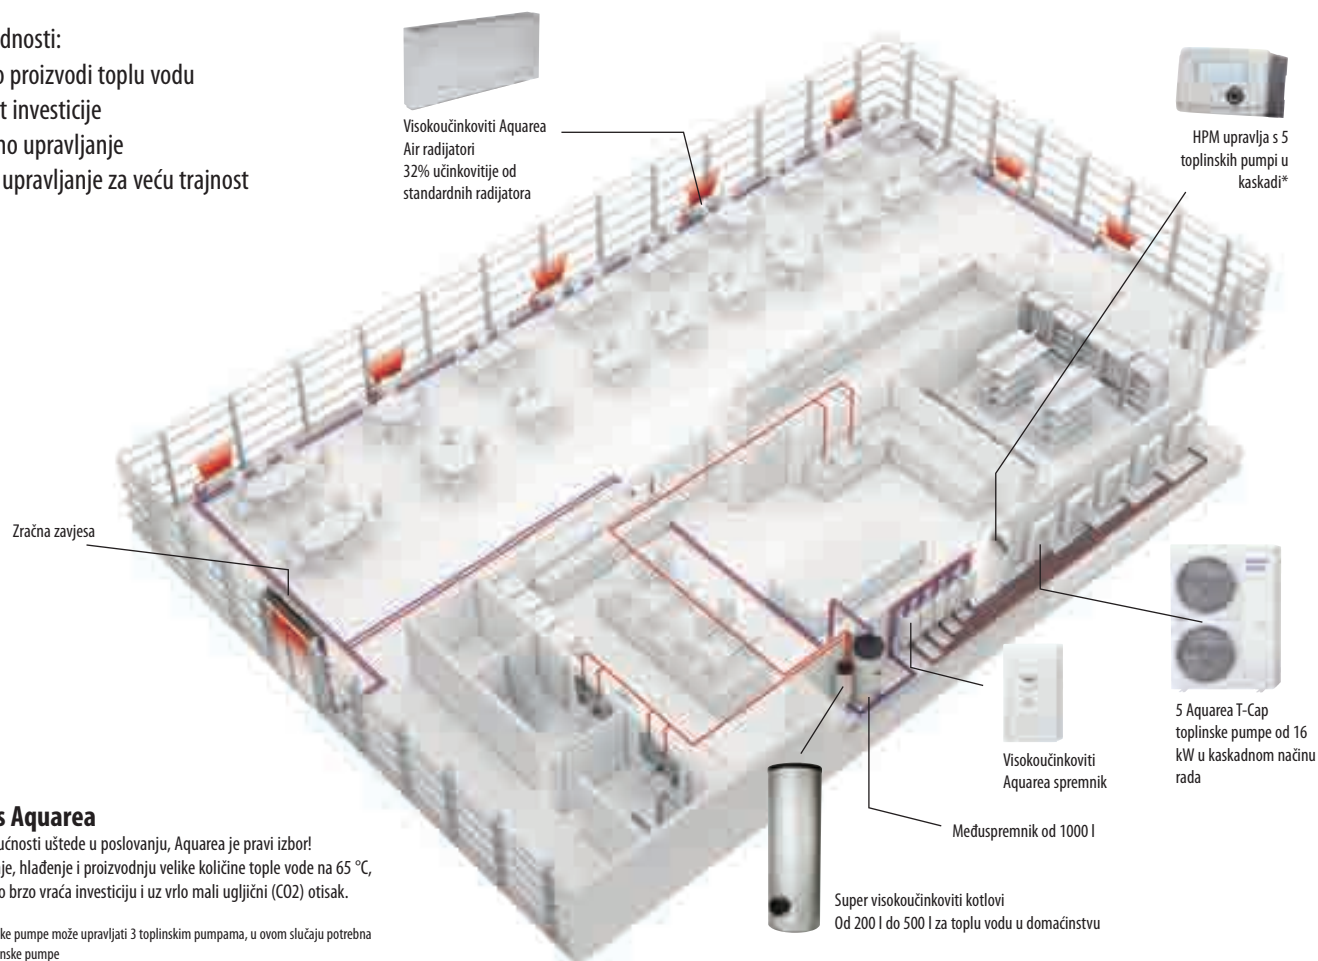 dnosti:
o proizvodi toplu vodu
t investicije
no upravljanje
upravljanje za veću trajnost
Visokoučinkoviti Aquarea
Air radijatori
32% učinkovitije od
standardnih radijatora
HPM upravlja s 5
toplinskih pumpi u
kaskadi*
Zračna zavjesa
5 Aquarea T-Cap
toplinske pumpe od 16
kW u kaskadnom načinu
rada
Visokoučinkoviti
Aquarea spremnik
Međuspremnik od 1000 l
Super visokoučinkoviti kotlovi
Od 200 l do 500 l za toplu vodu u domaćinstvu
s Aquarea
ućnosti uštede u poslovanju, Aquarea je pravi izbor!
nje, hlađenje i proizvodnju velike količine tople vode na 65 °C,
o brzo vraća investiciju i uz vrlo mali ugljični (CO2) otisak.
ke pumpe može upravljati 3 toplinskim pumpama, u ovom slučaju potrebna
nske pumpe